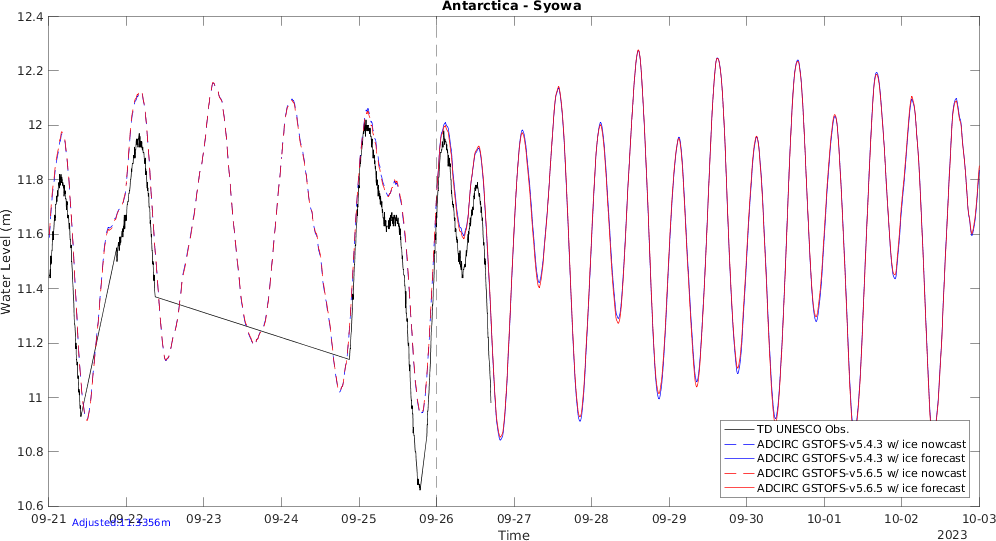 Antarctica - Syowa
12.4
12.2
12
11.8
11.6
11.4
11.2
11
10.8
10.6
Water Level (m)
TD UNESCO Obs.
ADCIRC GSTOFS-v5.4.3 w/ ice nowcast
ADCIRC GSTOFS-v5.4.3 w/ ice forecast
ADCIRC GSTOFS-v5.6.5 w/ ice nowcast
ADCIRC GSTOFS-v5.6.5 w/ ice forecast
09-21 09-22 09-23 09-24 09-25 09-26 09-27 09-28 09-29 09-30 10-01 10-02 10-03
Adjusted:11.3356m
Time
2023